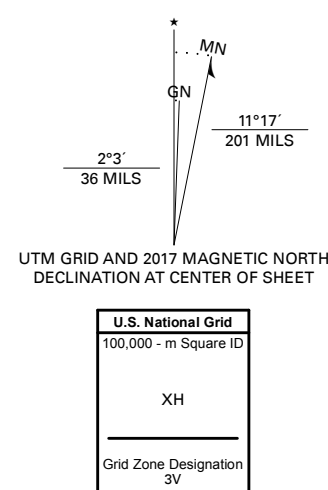 ★
MN
GN
11°17´
201 MILS
2°3´
36 MILS
UTM GRID AND 2017 MAGNETIC NORTH
DECLINATION AT CENTER OF SHEET
U.S. National Grid
100,000 - m Square ID
XH
Grid Zone Designation
3V